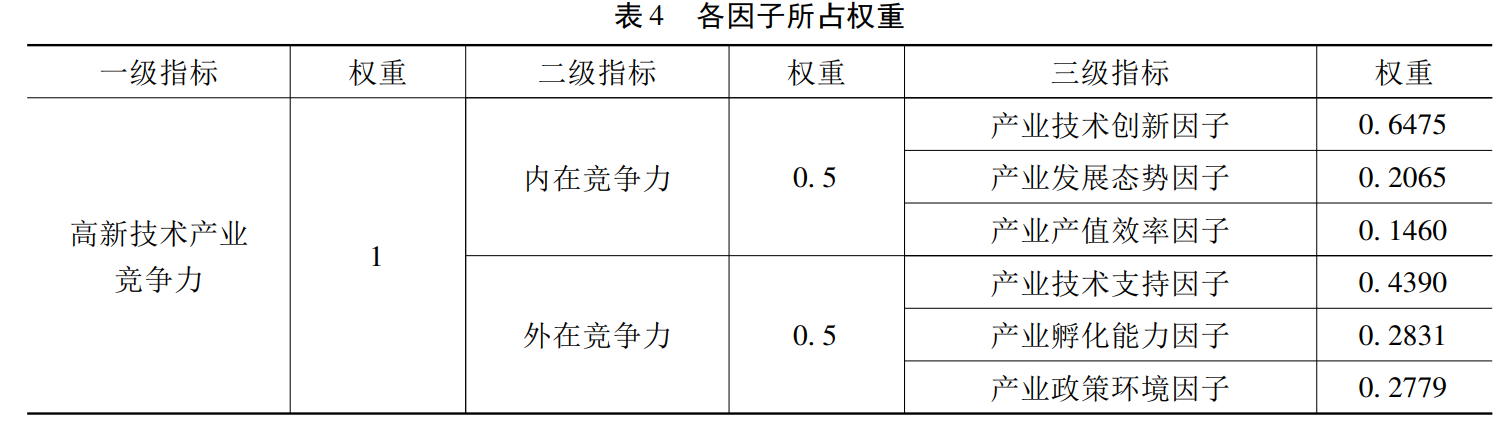 表4 各因子所占权重
一级指标 权重 二级指标 权重 三级指标 权重
产业技术创新因子 0. 6475
内在竞争力 0. 5 产业发展态势因子 0. 2065
产业产值效率因子 0. 1460
高新技术产业
竞争力
1
产业技术支持因子 0. 4390
外在竞争力 0. 5 产业孵化能力因子 0. 2831
产业政策环境因子 0. 2779